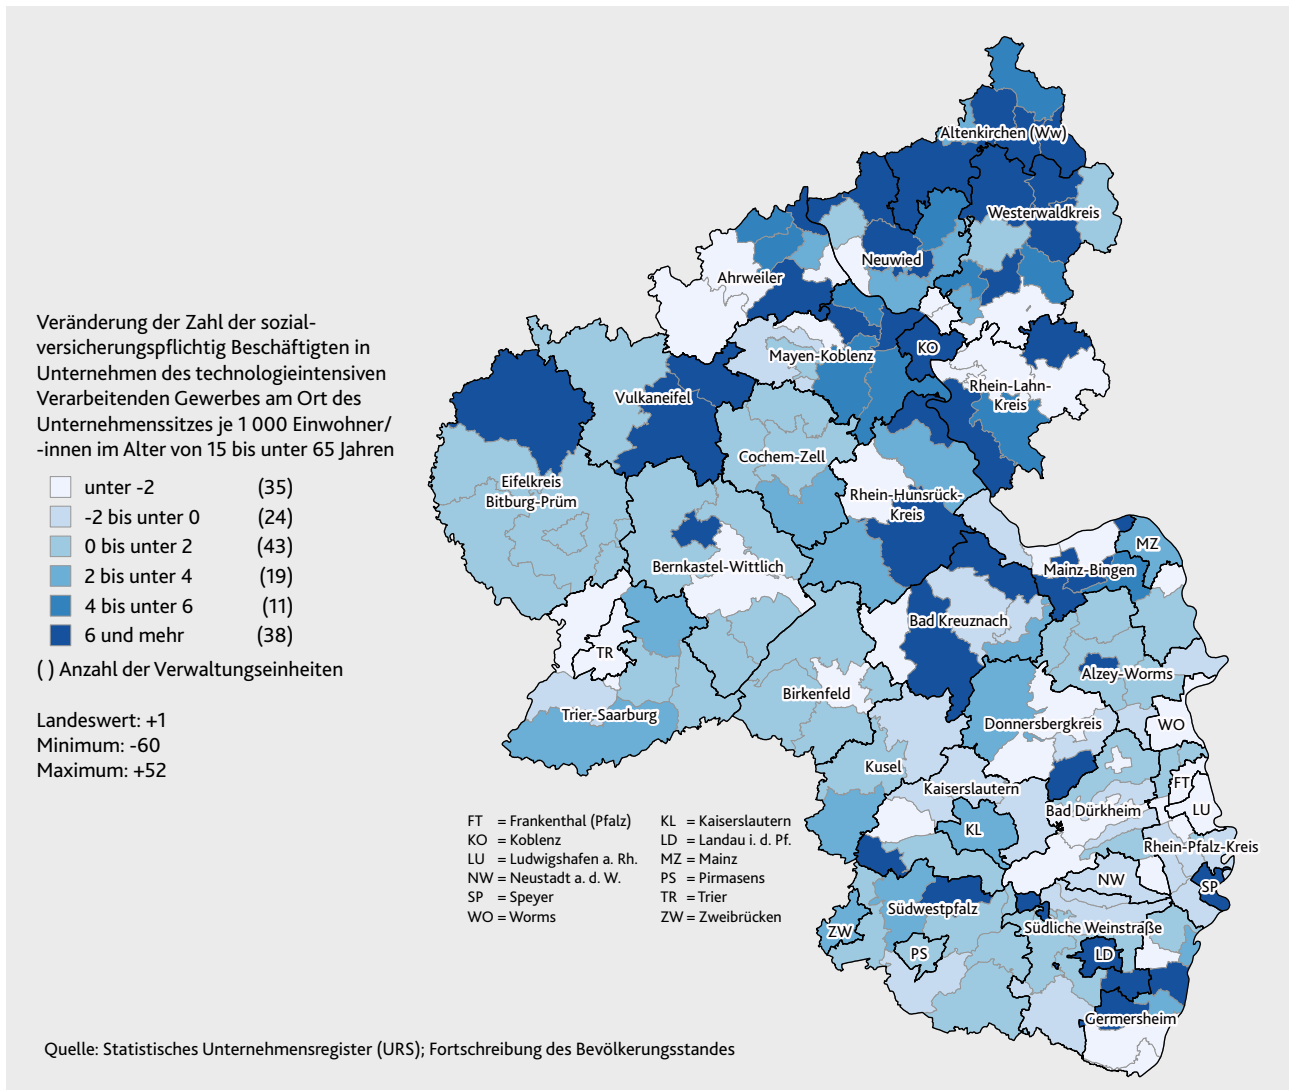 Altenkirchen (Ww)
Westerwaldkreis
Neuwied
Ahrweiler
Mayen-Koblenz
KO
Rhein-Lahn-
Kreis
Vulkaneifel
Cochem-Zell
Eifelkreis
Bitburg-Prüm
Rhein-Hunsrück-
Kreis
Bernkastel-Wittlich
MZ
Mainz-Bingen
Bad Kreuznach
TR
Trier-Saarburg
Birkenfeld
Alzey-Worms
Donnersbergkreis
WO
Kusel
Kaiserslautern
FT
LU
Bad Dürkheim
KL
Rhein-Pfalz-Kreis
NW
SP
Südwestpfalz
ZW
Südliche Weinstraße
PS
LD
Germersheim
Veränderung der Zahl der sozial-
versicherungspflichtig Beschäftigten in
Unternehmen des technologieintensiven
Verarbeitenden Gewerbes am Ort des
Unternehmenssitzes je 1 000 Einwohner/
-innen im Alter von 15 bis unter 65 Jahren
unter -2 (35)
-2 bis unter 0 (24)
0 bis unter 2 (43)
2 bis unter 4 (19)
4 bis unter 6 (11)
6 und mehr (38)
( ) Anzahl der Verwaltungseinheiten
Landeswert: +1
Minimum: -60
Maximum: +52
FT = Frankenthal (Pfalz) KL = Kaiserslautern
KO = Koblenz LD = Landau i. d. Pf.
LU = Ludwigshafen a. Rh. MZ = Mainz
NW = Neustadt a. d. W. PS = Pirmasens
SP = Speyer TR = Trier
WO = Worms ZW = Zweibrücken
Quelle: Statistisches Unternehmensregister (URS); Fortschreibung des Bevölkerungsstandes